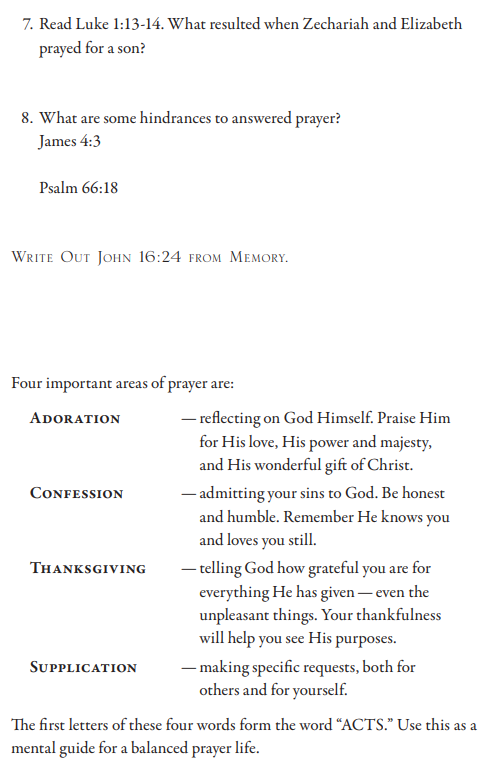 7. Read Luke 1:13-14. What resulted when Zechariah and Elizabeth
prayed for a son?
8. What are some hindrances to answered prayer?
James 4:3
Psalm 66:18
Write Out John 16:24 from Memory.
Four important areas of prayer are:
Adoration — reflecting on God Himself. Praise Him
for His love, His power and majesty,
and His wonderful gift of Christ.
Confession — admitting your sins to God. Be honest
and humble. Remember He knows you
and loves you still.
Thanksgiving — telling God how grateful you are for
everything He has given — even the
unpleasant things. Your thankfulness
will help you see His purposes.
Supplication — making specific requests, both for
others and for yourself.
The first letters of these four words form the word “ACTS.” Use this as a
mental guide for a balanced prayer life.